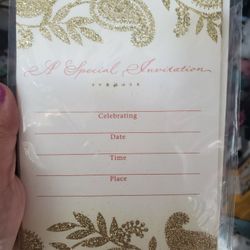 A Special Invitation
Celebrating
Date
Time
Place